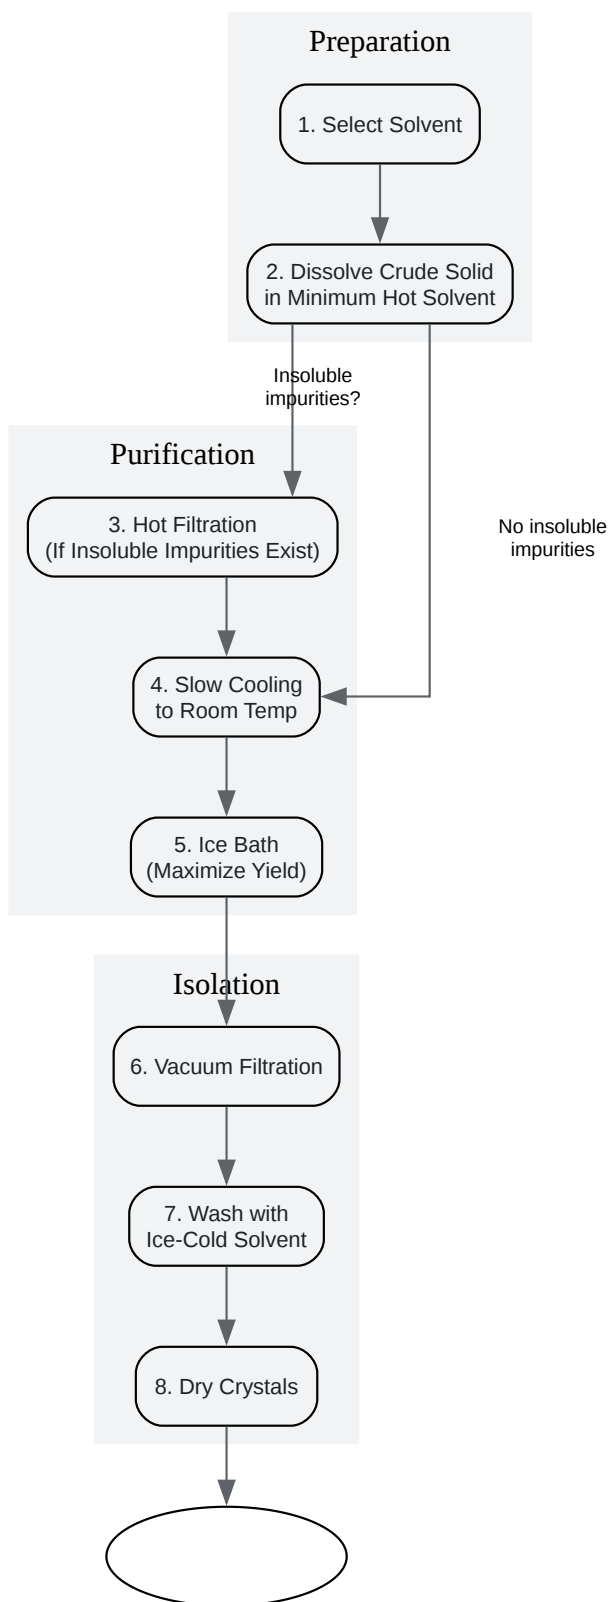 Preparation
1. Select Solvent
2. Dissolve Crude Solid
in Minimum Hot Solvent
Insoluble
impurities?
Purification
3. Hot Filtration
(If Insoluble Impurities Exist)
No insoluble
impurities
4. Slow Cooling
to Room Temp
5. Ice Bath
(Maximize Yield)
Isolation
6. Vacuum Filtration
7. Wash with
Ice-Cold Solvent
8. Dry Crystals